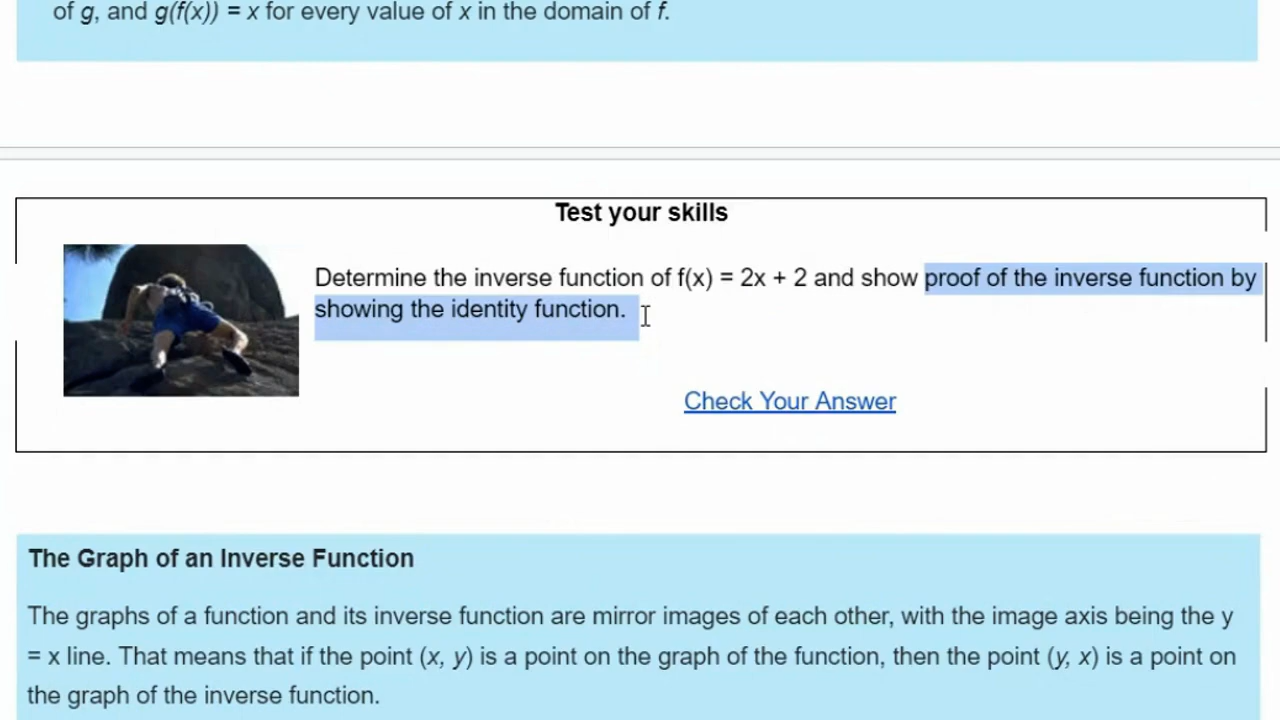 of g, and g(f(x)) = x for every value of x in the domain of f.
Test your skills
Determine the inverse function of f(x) = 2x + 2 and show proof of the inverse function by
showing the identity function.
Check Your Answer
The Graph of an Inverse Function
The graphs of a function and its inverse function are mirror images of each other, with the image axis being the y
= x line. That means that if the point (x, y) is a point on the graph of the function, then the point (y, x) is a point on
the graph of the inverse function.